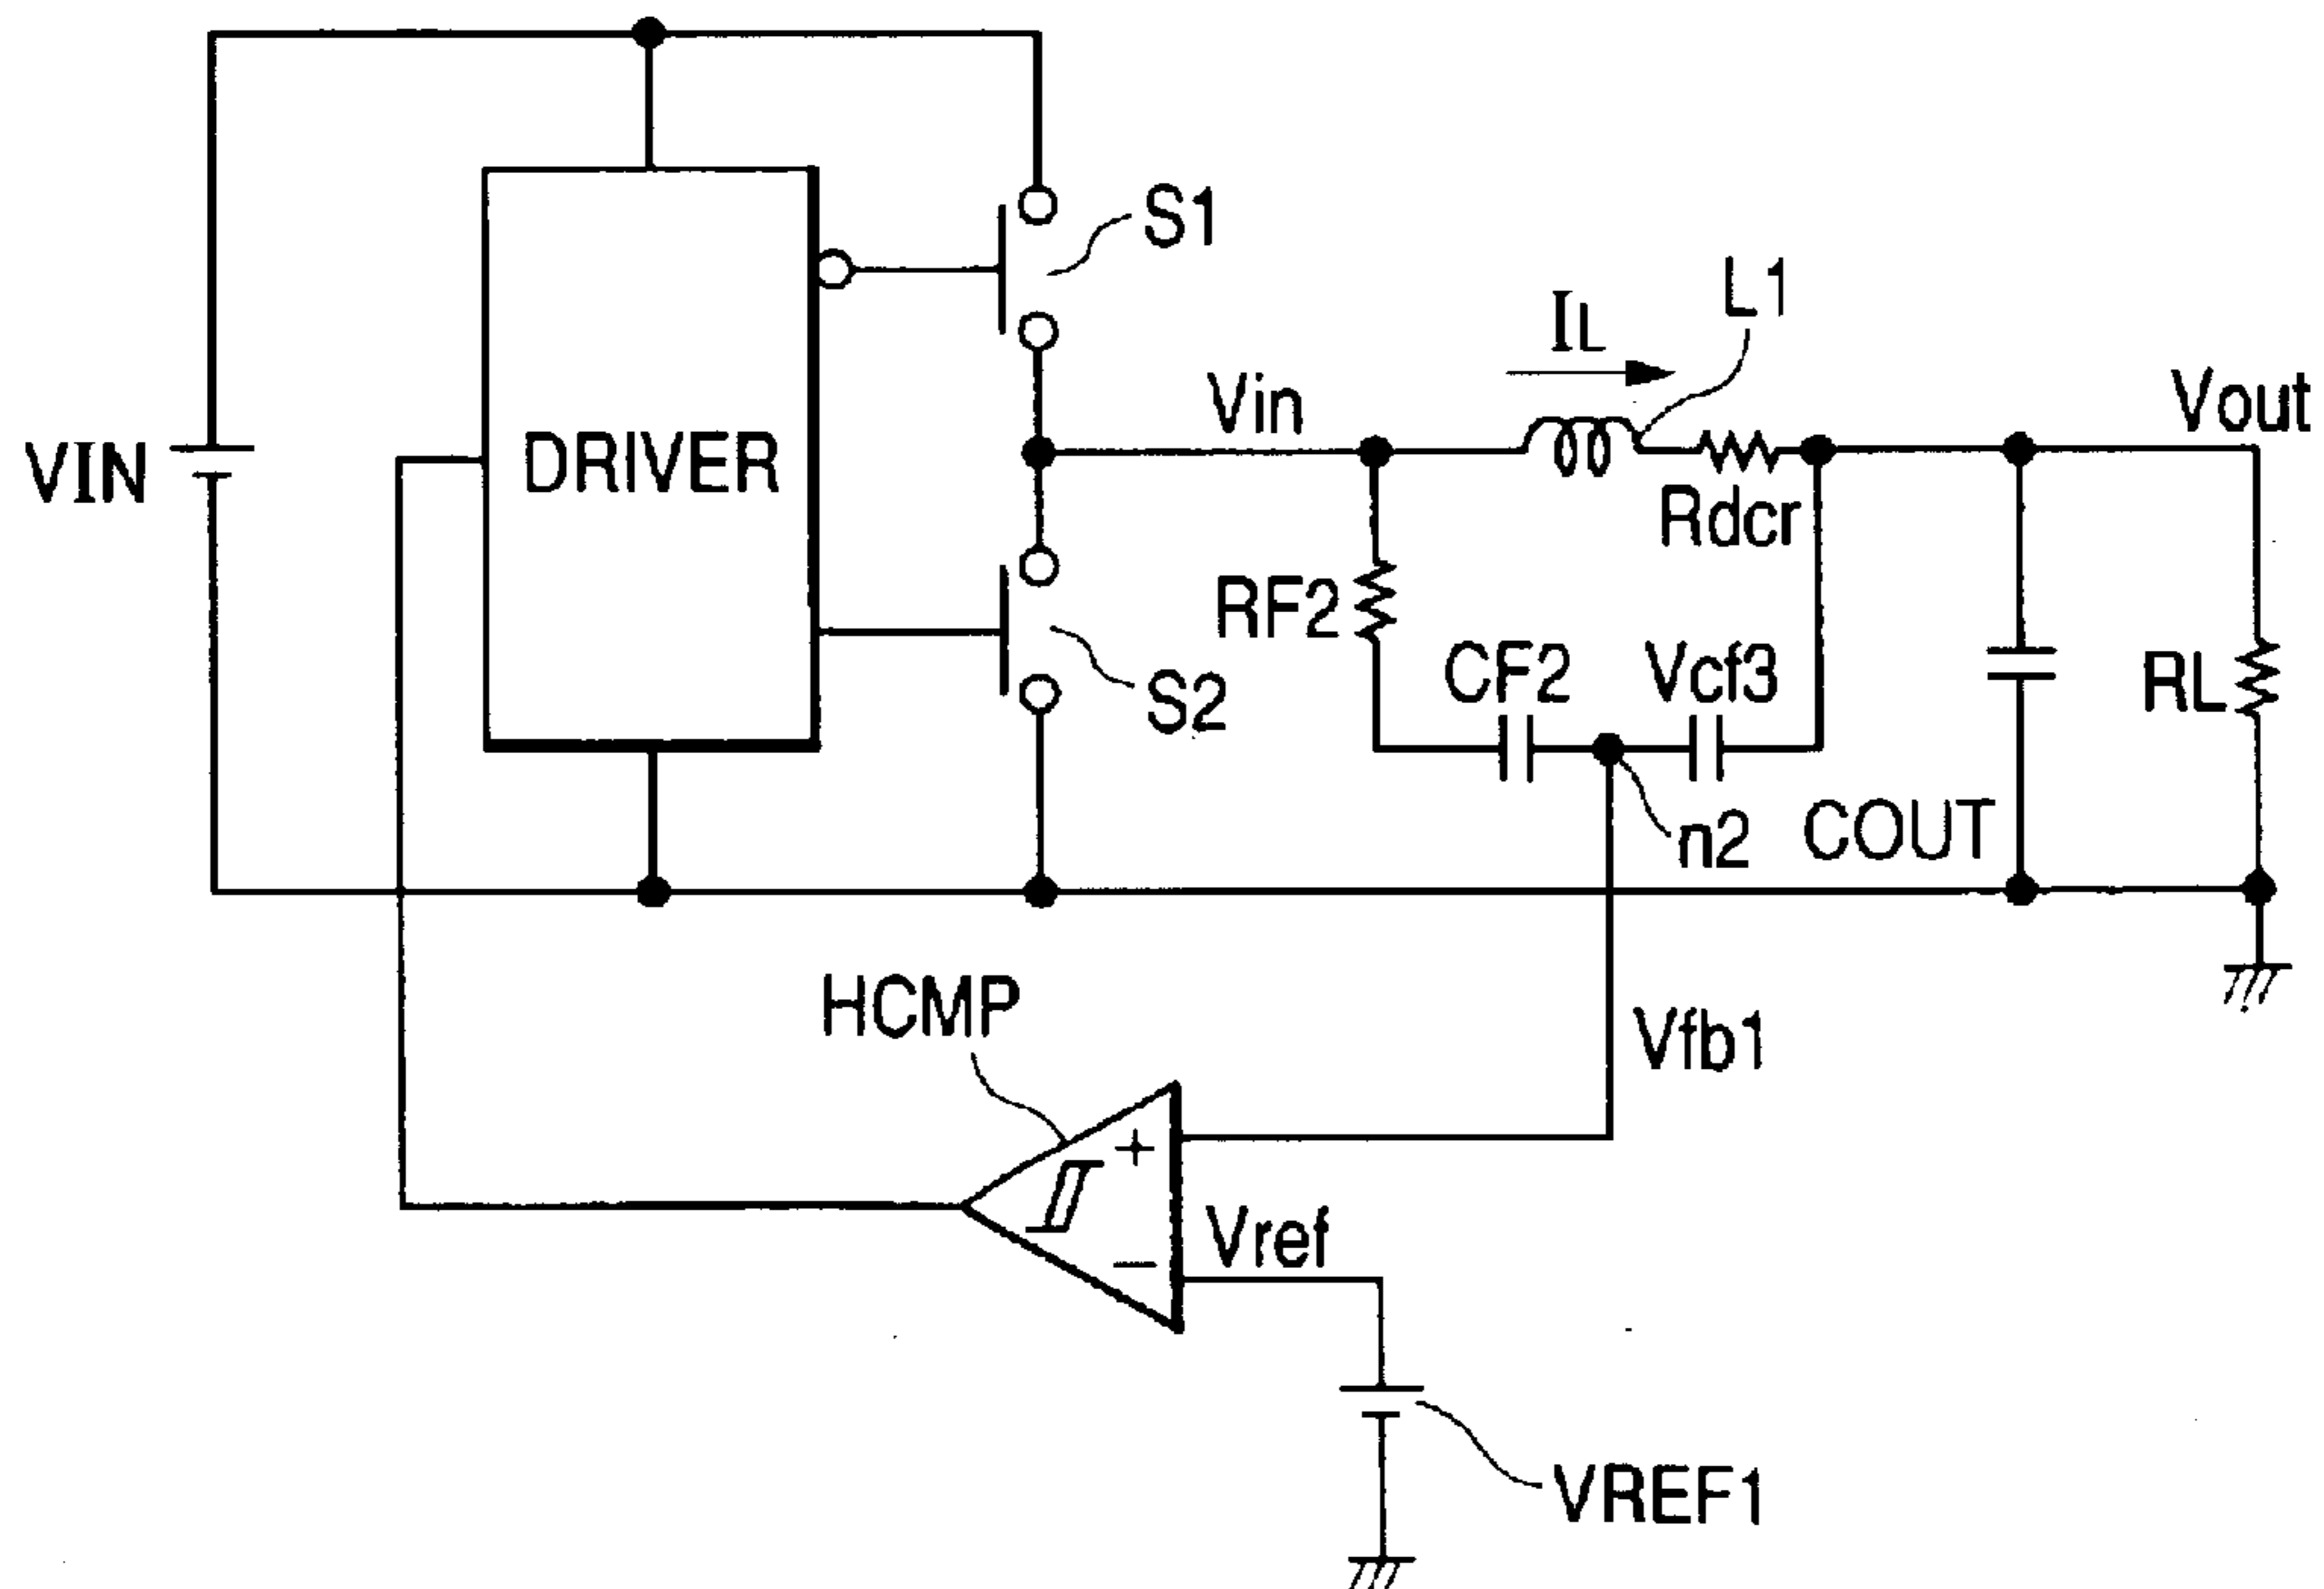 S1
L1
IL
Vin
Vout
VIN
DRIVER
Rdcr
RF2
CF2
Vcf3
RL
S2
n2
COUT
HCMP
Vfb1
+
Vref
−
VREF1